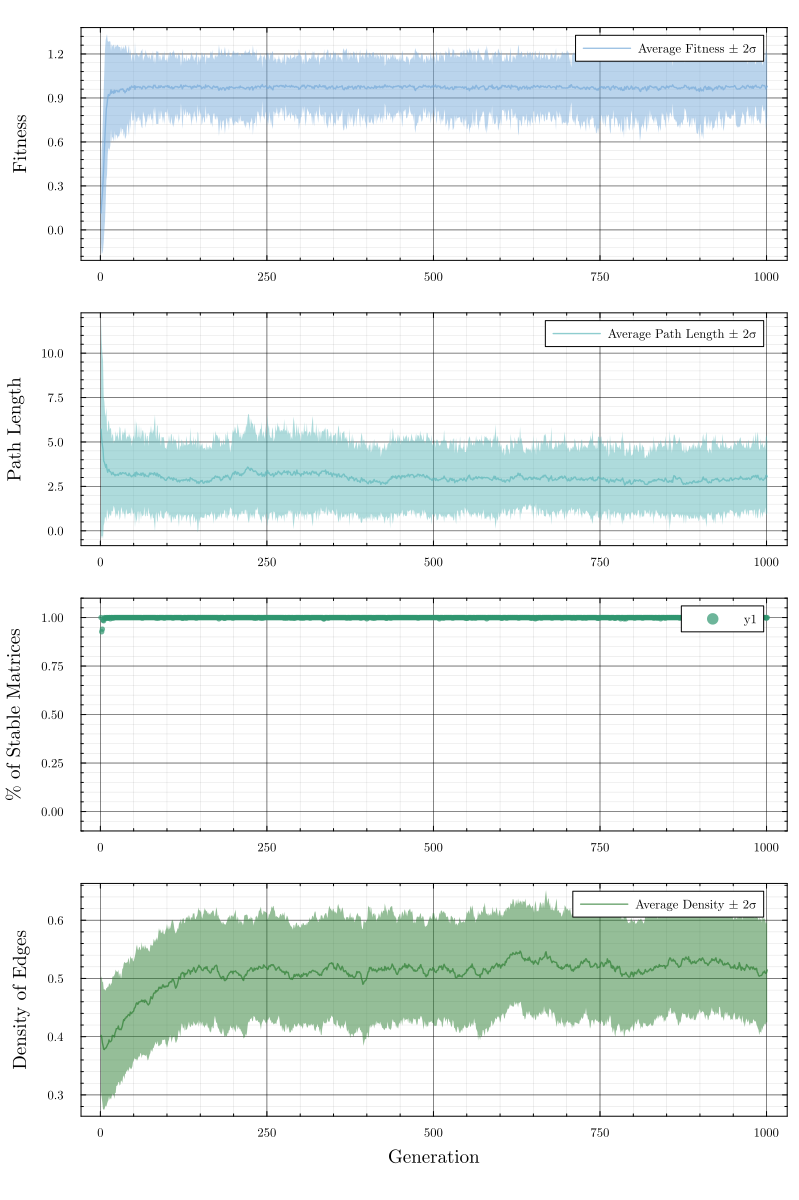 Fitness
1.2
0.9
0.6
0.3
0.0
Average Fitness ± 2σ
0 250 500 750 1000
Path Length
10.0
7.5
5.0
2.5
0.0
Average Path Length ± 2σ
0 250 500 750 1000
% of Stable Matrices
1.00
0.75
0.50
0.25
0.00
y1
0 250 500 750 1000
Density of Edges
0.6
0.5
0.4
0.3
Average Density ± 2σ
0 250 500 750 1000
Generation